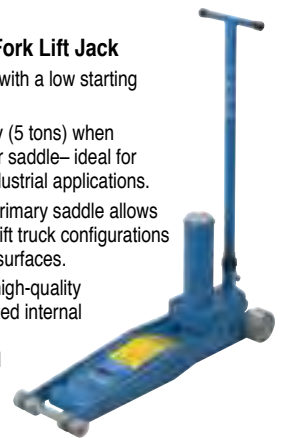 Fork Lift Jack
with a low starting
(5 tons) when
saddle– ideal for
dustrial applications.
rimary saddle allows
ift truck configurations
surfaces.
high-quality
ed internal